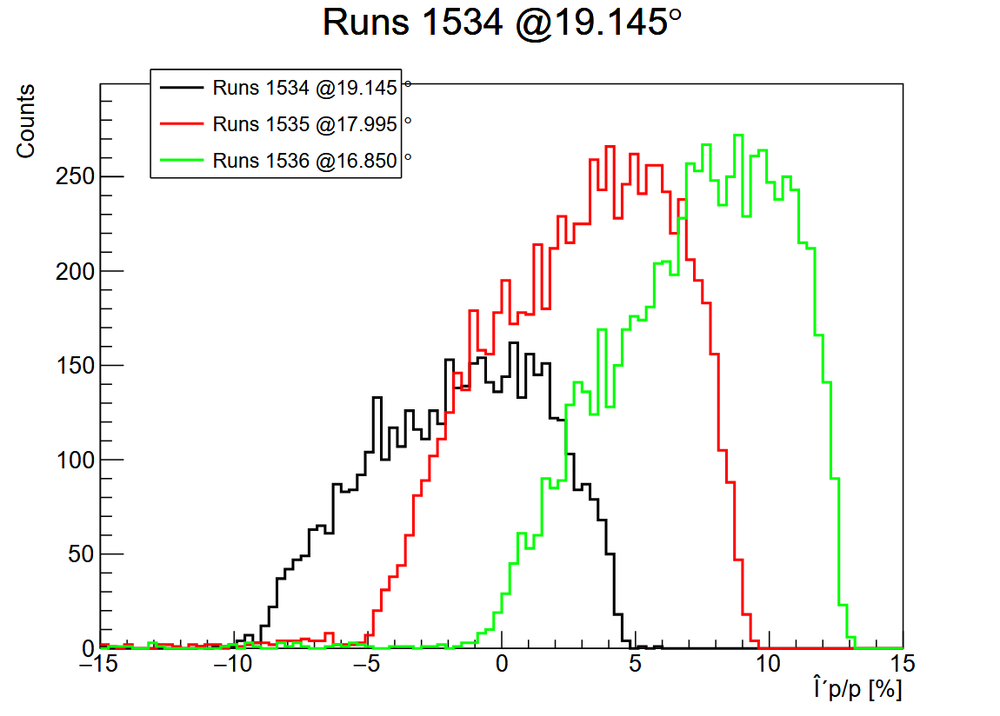 Runs 1534 @19.145°
Counts
Runs 1534 @19.145 °
Runs 1535 @17.995 °
Runs 1536 @16.850 °
250
200
150
100
50
0
−15 −10 −5 0 5 10 15
Î´p/p [%]